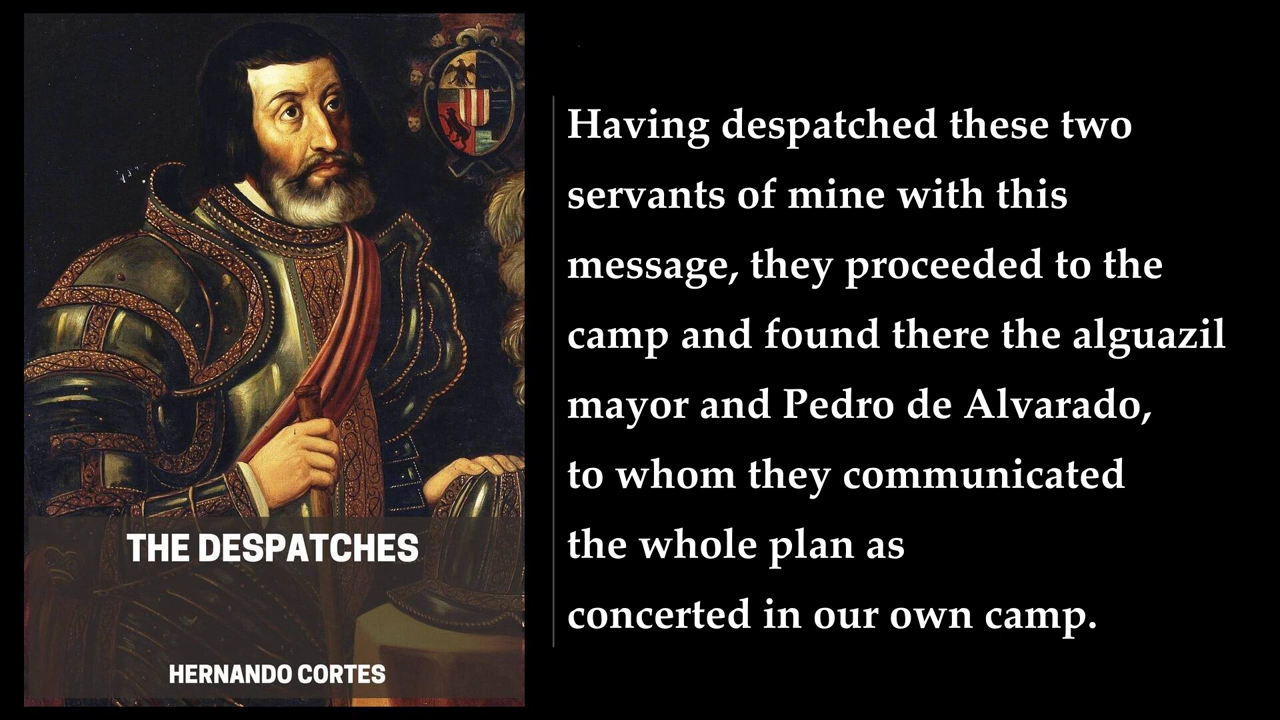 THE DESPATCHES
HERNANDO CORTES
Having despatched these two
servants of mine with this
message, they proceeded to the
camp and found there the alguazil
mayor and Pedro de Alvarado,
to whom they communicated
the whole plan as
concerted in our own camp.